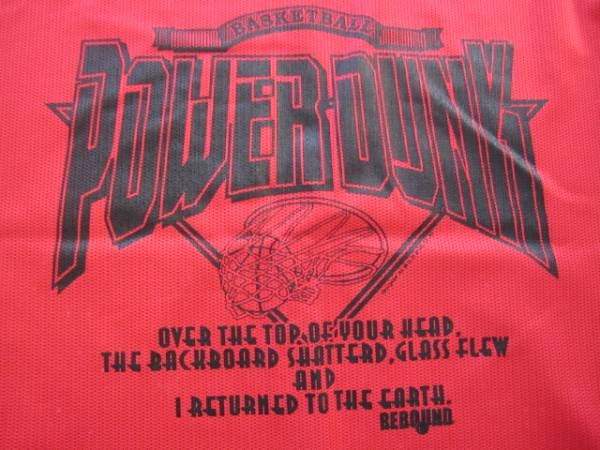 BASKETBALL
POWER-DUNK
OVER THE TOP OF YOUR HEAD,
THE BACKBOARD SHATTERD, GLASS FLEW
AND
I RETURNED TO THE EARTH.
REBOUND